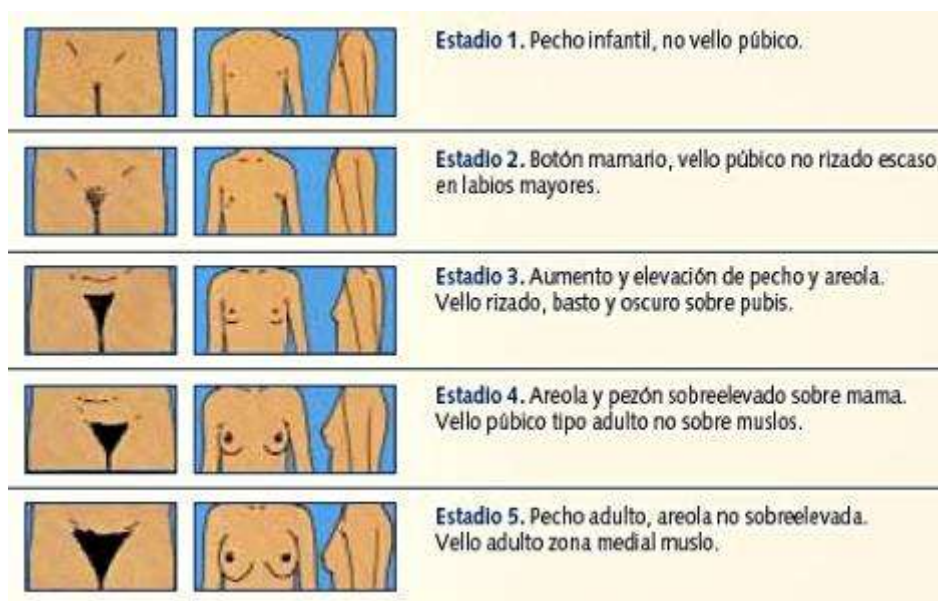 Estadio 1. Pecho infantil, no vello púbico.
Estadio 2. Botón mamario, vello púbico no rizado escaso
en labios mayores.
Estadio 3. Aumento y elevación de pecho y areola.
Vello rizado, basto y oscuro sobre pubis.
Estadio 4. Areola y pezón sobreelevado sobre mama.
Vello púbico tipo adulto no sobre muslos.
Estadio 5. Pecho adulto, areola no sobreelevada.
Vello adulto zona medial muslo.